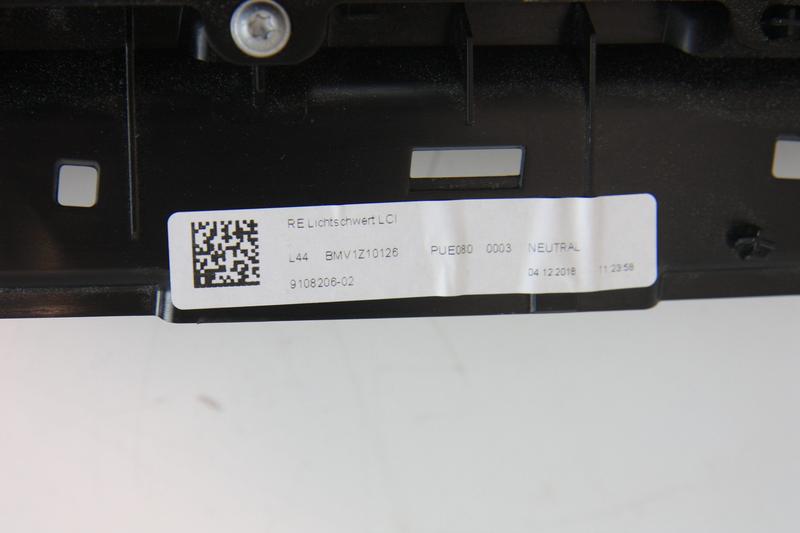 RE Lichtschwert LCI
L44 BMV1Z10126 PUE080 0003 NEUTRAL
9108206-02 04.12.2018 11:23:58